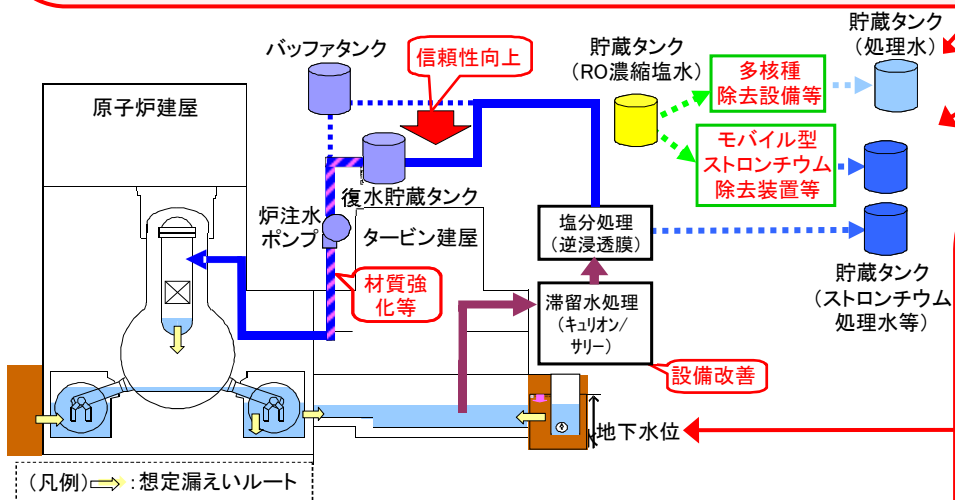 バッファタンク
信頼性向上
貯蔵タンク
(RO濃縮塩水)
多核種
除去設備等
貯蔵タンク
(処理水)
原子炉建屋
モバイル型
ストロンチウム
除去装置等
復水貯蔵タンク
炉注水
ポンプ
タービン建屋
塩分処理
(逆浸透膜)
貯蔵タンク
(ストロンチウム
処理水等)
材質強
化等
滞留水処理
(キュリオン/
サリー)
設備改善
地下水位
(凡例)
:想定漏えいルート